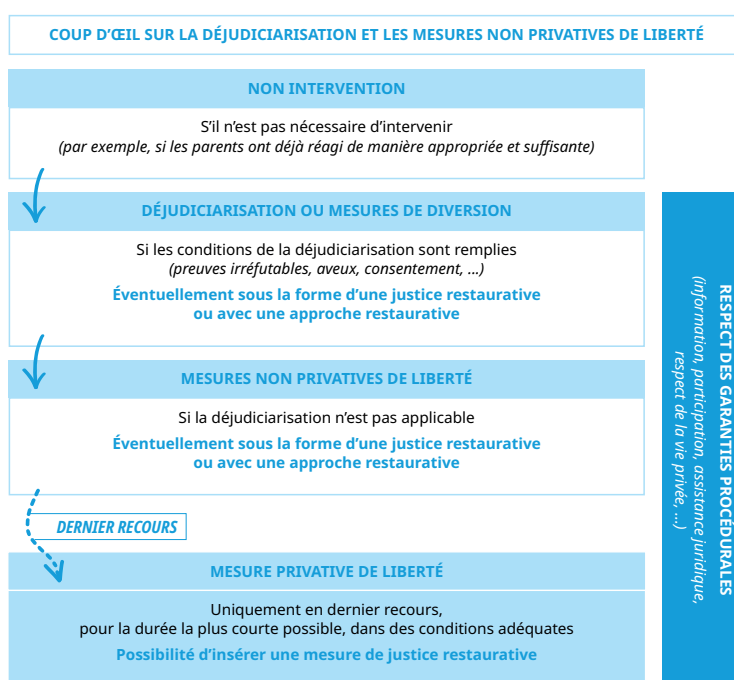 COUP D’ŒIL SUR LA DÉJUDICIARISATION ET LES MESURES NON PRIVATIVES DE LIBERTÉ
NON INTERVENTION
S’il n’est pas nécessaire d’intervenir
(par exemple, si les parents ont déjà réagi de manière appropriée et suffisante)
DÉJUDICIARISATION OU MESURES DE DIVERSION
Si les conditions de la déjudiciarisation sont remplies
(preuves irréfutables, aveux, consentement, ...)
Éventuellement sous la forme d’une justice restaurative
ou avec une approche restaurative
MESURES NON PRIVATIVES DE LIBERTÉ
Si la déjudiciarisation n’est pas applicable
Éventuellement sous la forme d’une justice restaurative
ou avec une approche restaurative
DERNIER RECOURS
MESURE PRIVATIVE DE LIBERTÉ
Uniquement en dernier recours,
pour la durée la plus courte possible, dans des conditions adéquates
Possibilité d’insérer une mesure de justice restaurative
RESPECT DES GARANTIES PROCÉDURALES
(information, participation, assistance juridique,
respect de la vie privée, ...)